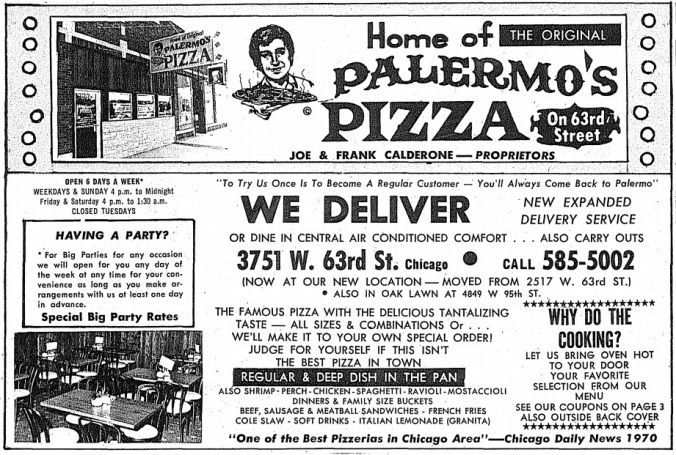 Home of Original
PALERMO'S
PIZZA
Home of THE ORIGINAL
PALERMO'S
PIZZA
On 63rd
Street
©
JOE & FRANK CALDERONE — PROPRIETORS
OPEN 6 DAYS A WEEK*
WEEKDAYS & SUNDAY 4 p.m. to Midnight
Friday & Saturday 4 p.m. to 1:30 a.m.
CLOSED TUESDAYS
HAVING A PARTY?
* For Big Parties for any occasion
we will open for you any day of
the week at any time for your con-
venience as long as you make ar-
rangements with us at least one day
in advance.
Special Big Party Rates
"To Try Us Once Is To Become A Regular Customer — You'll Always Come Back to Palermo"
WE DELIVER
NEW EXPANDED
DELIVERY SERVICE
OR DINE IN CENTRAL AIR CONDITIONED COMFORT . . . ALSO CARRY OUTS
3751 W. 63rd St. Chicago ● CALL 585-5002
(NOW AT OUR NEW LOCATION — MOVED FROM 2517 W. 63rd ST.)
• ALSO IN OAK LAWN AT 4849 W 95th ST.
THE FAMOUS PIZZA WITH THE DELICIOUS TANTALIZING
TASTE — ALL SIZES & COMBINATIONS Or . . .
WE'LL MAKE IT TO YOUR OWN SPECIAL ORDER!
JUDGE FOR YOURSELF IF THIS ISN'T
THE BEST PIZZA IN TOWN
REGULAR & DEEP DISH IN THE PAN
ALSO SHRIMP - PERCH - CHICKEN - SPAGHETTI - RAVIOLI - MOSTACCIOLI
DINNERS & FAMILY SIZE BUCKETS
BEEF, SAUSAGE & MEATBALL SANDWICHES - FRENCH FRIES
COLE SLAW - SOFT DRINKS - ITALIAN LEMONADE (GRANITA)
WHY DO THE
COOKING?
LET US BRING OVEN HOT
TO YOUR DOOR
YOUR FAVORITE
SELECTION FROM OUR
MENU
SEE OUR COUPONS ON PAGE 3
ALSO OUTSIDE BACK COVER
"One of the Best Pizzerias in Chicago Area"—Chicago Daily News 1970